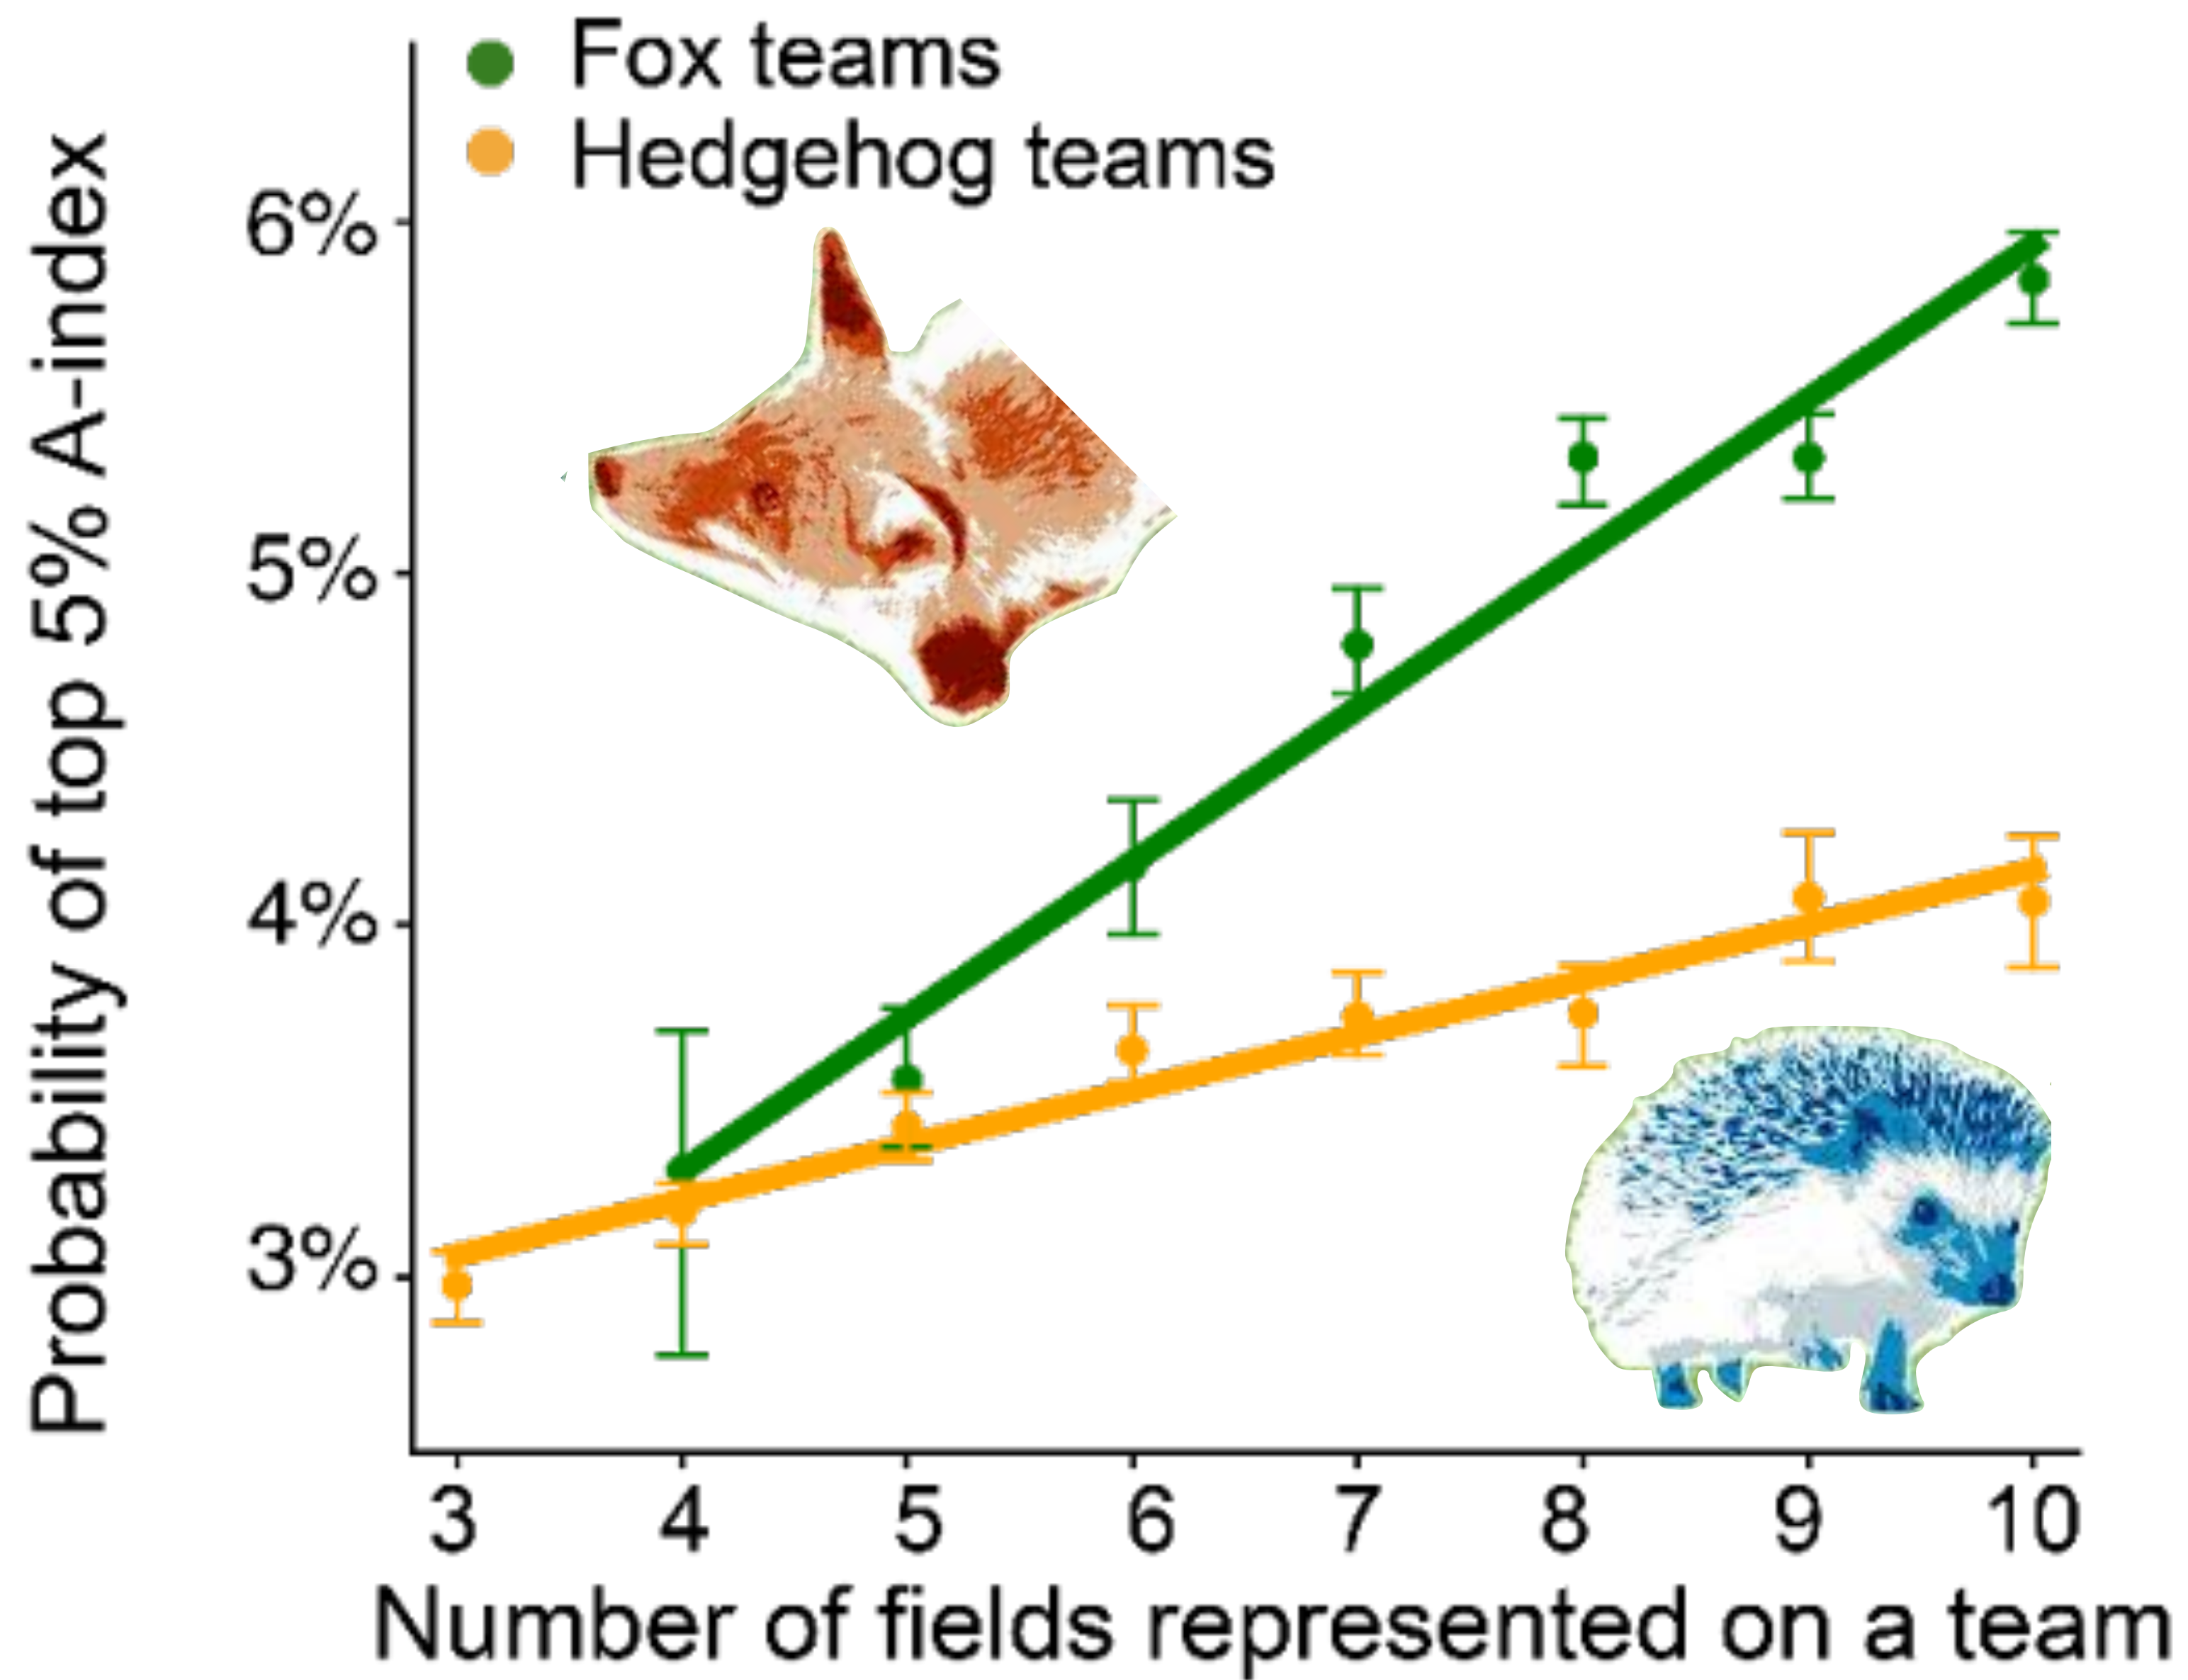 Fox teams
Hedgehog teams
Probability of top 5% A-index
6%
5%
4%
3%
3 4 5 6 7 8 9 10
Number of fields represented on a team